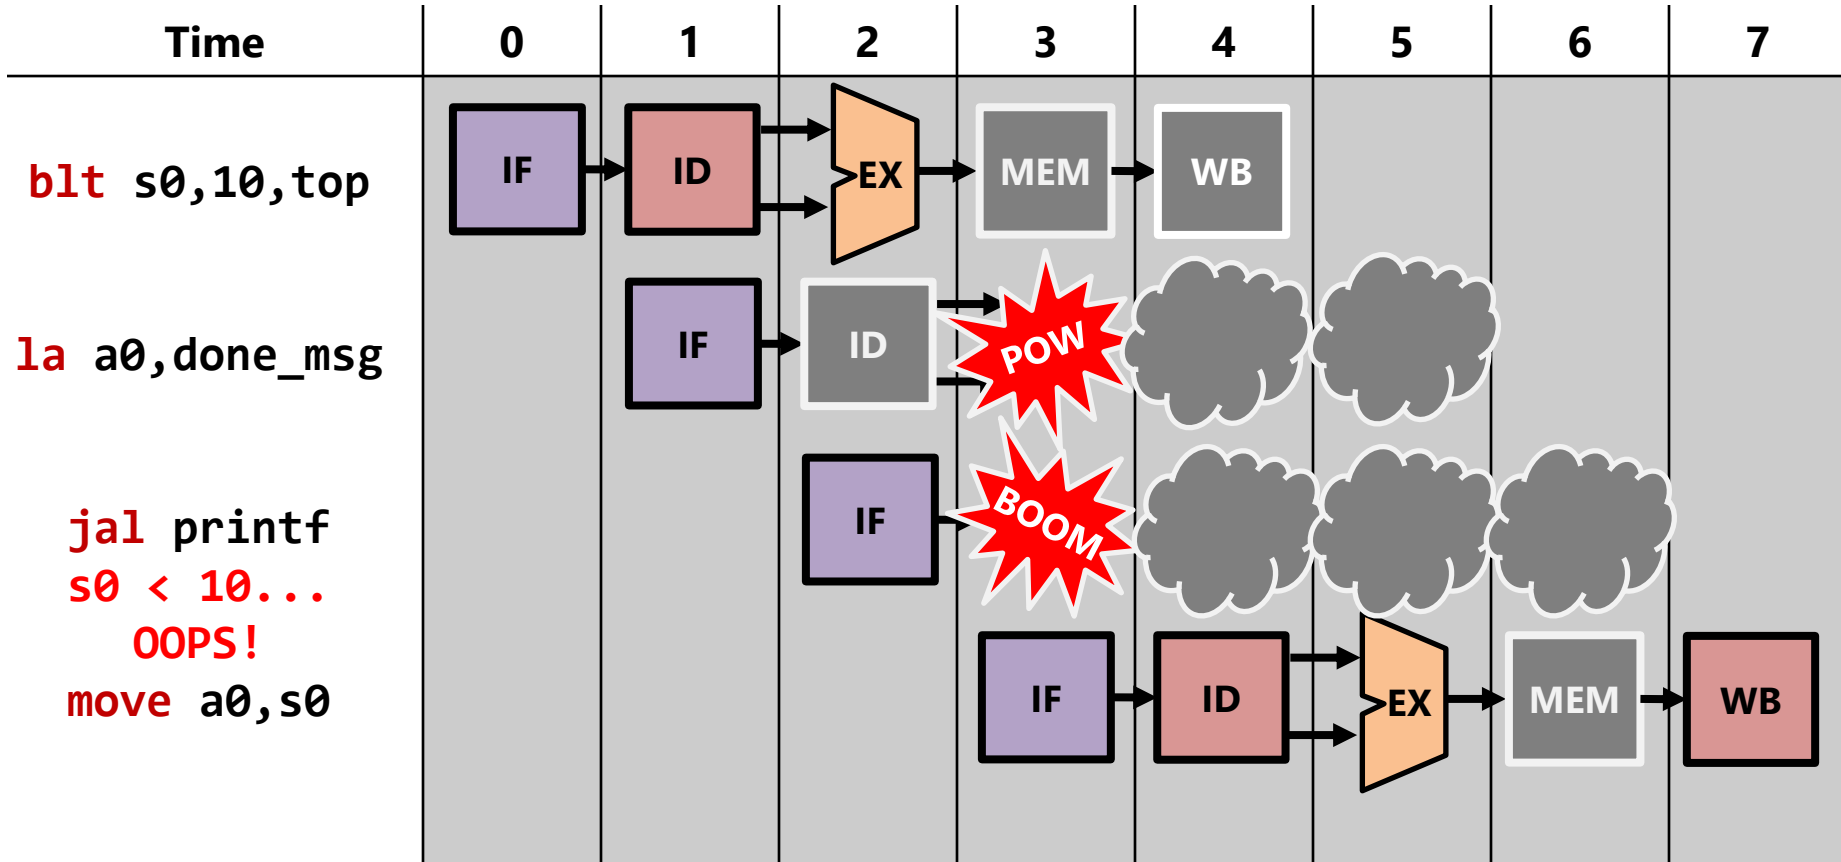 Time 0 1 2 3 4 5 6 7
blt s0,10,top IF ID EX MEM WB
la a0,done_msg IF ID POW
jal printf IF BOOM
s0 < 10...
OOPS!
move a0,s0 IF ID EX MEM WB